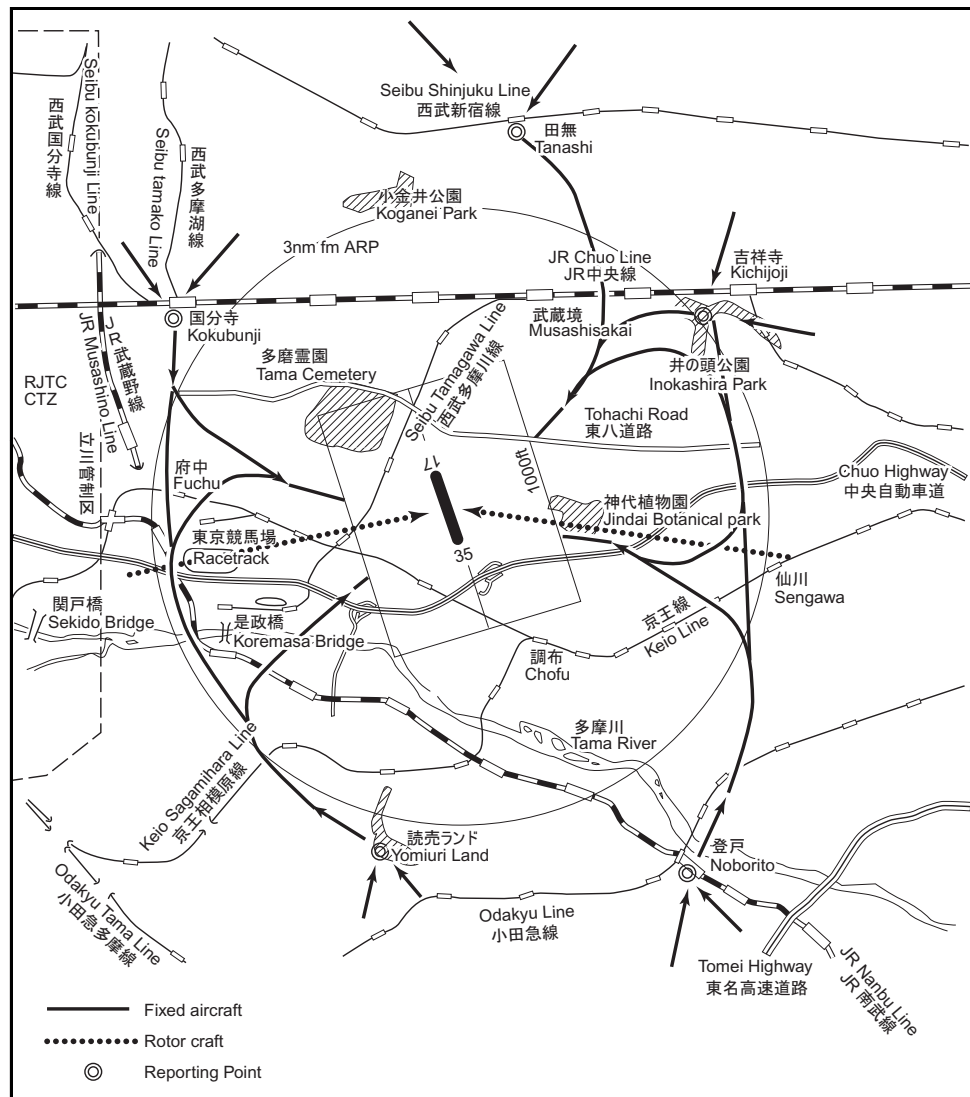 Seibu Shinjuku Line
西武新宿線
田無
Tanashi
Seibu kokubunji Line
西武国分寺線
Seibu tamako Line
西武多摩湖線
小金井公園
Koganei Park
3nm fm ARP
JR Chuo Line
JR中央線
吉祥寺
Kichijoji
国分寺
Kokubunji
武蔵境
Musashisakai
JR武蔵野線
JR Musashino Line
RJTC
CTZ
立川管制区
多磨霊園
Tama Cemetery
Seibu Tamagawa Line
西武多摩川線
井の頭公園
Inokashira Park
Tohachi Road
東八道路
府中
Fuchu
17
35
1000ft
Chuo Highway
中央自動車道
神代植物園
Jindai Botanical park
東京競馬場
Racetrack
仙川
Sengawa
関戸橋
Sekido Bridge
是政橋
Koremasa Bridge
京王線
Keio Line
調布
Chofu
多摩川
Tama River
Keio Sagamihara Line
京王相模原線
読売ランド
Yomiuri Land
登戸
Noborito
Odakyu Tama Line
小田急多摩線
Odakyu Line
小田急線
Tomei Highway
東名高速道路
JR Nanbu Line
JR 南武線
Fixed aircraft
Rotor craft
Reporting Point